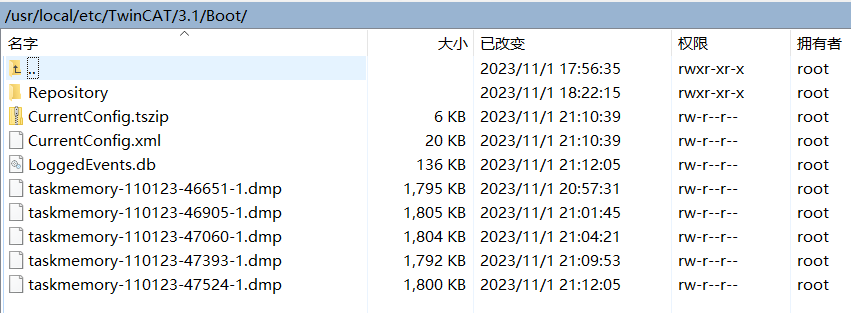 /usr/local/etc/TwinCAT/3.1/Boot/
名字 大小 已改变 权限 拥有者
.. 2023/11/1 17:56:35 rwxr-xr-x root
Repository 2023/11/1 18:22:15 rwxr-xr-x root
CurrentConfig.tszip 6 KB 2023/11/1 21:10:39 rw-r--r-- root
CurrentConfig.xml 20 KB 2023/11/1 21:10:39 rw-r--r-- root
LoggedEvents.db 136 KB 2023/11/1 21:12:05 rw-r--r-- root
taskmemory-110123-46651-1.dmp 1,795 KB 2023/11/1 20:57:31 rw-r--r-- root
taskmemory-110123-46905-1.dmp 1,805 KB 2023/11/1 21:01:45 rw-r--r-- root
taskmemory-110123-47060-1.dmp 1,804 KB 2023/11/1 21:04:21 rw-r--r-- root
taskmemory-110123-47393-1.dmp 1,792 KB 2023/11/1 21:09:53 rw-r--r-- root
taskmemory-110123-47524-1.dmp 1,800 KB 2023/11/1 21:12:05 rw-r--r-- root